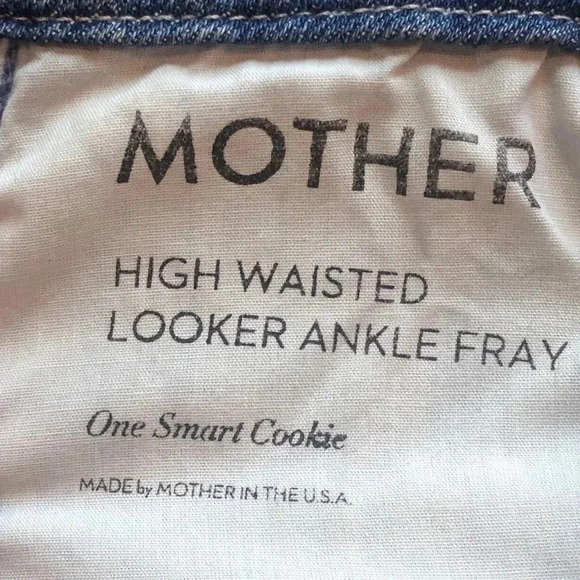 MOTHER
HIGH WAISTED
LOOKER ANKLE FRAY
One Smart Cookie
MADE by MOTHER IN THE U.S.A.